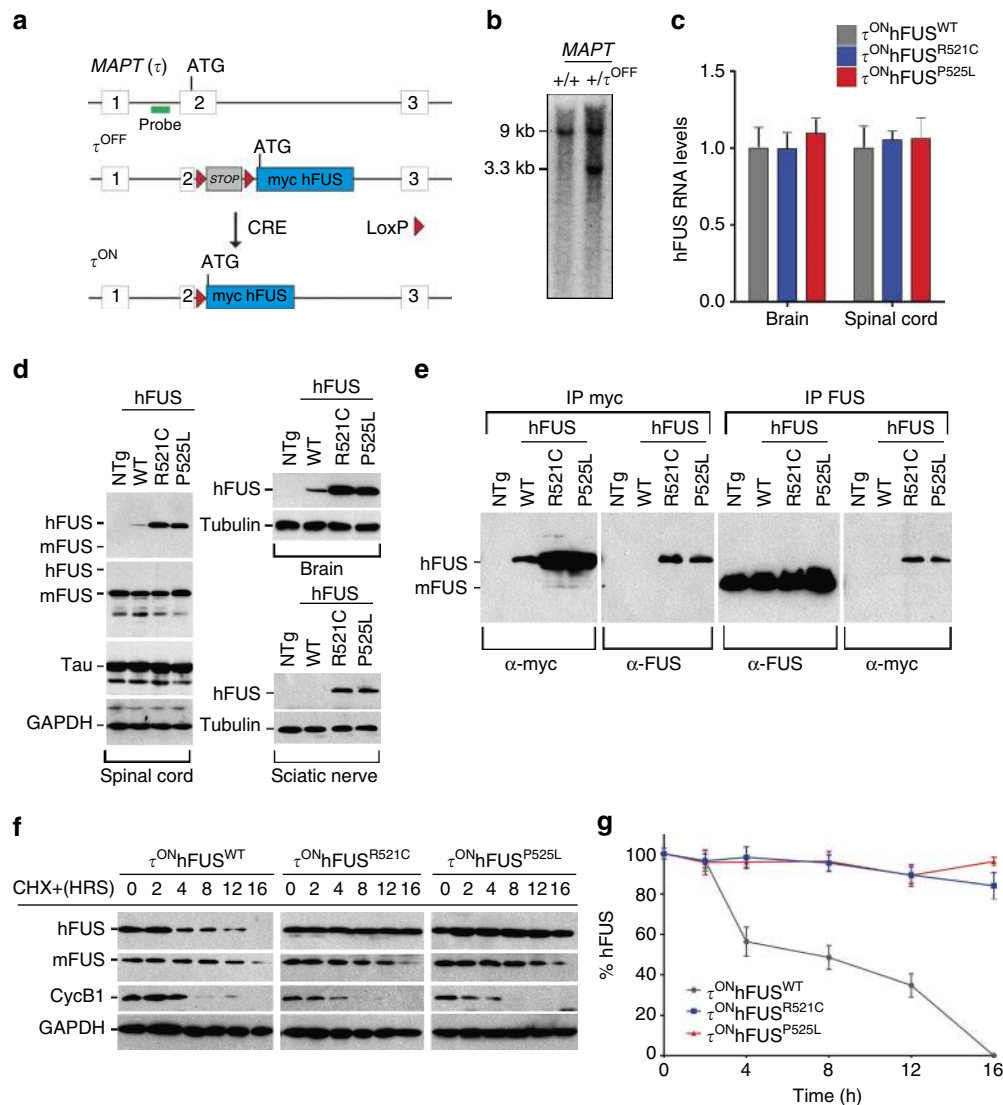 a
MAPT (τ)
ATG
1
2
3
Probe
τOFF
ATG
1
2
STOP
myc hFUS
3
CRE
LoxP
τON
ATG
1
2
myc hFUS
3
b
MAPT
+/+ +/τOFF
9 kb
3.3 kb
c
τONhFUSWT
τONhFUSR521C
τONhFUSP525L
hFUS RNA levels
1.5
1.0
0.5
0.0
Brain
Spinal cord
d
hFUS
NTg
WT
R521C
P525L
hFUS
mFUS
hFUS
mFUS
Tau
GAPDH
Spinal cord
hFUS
NTg
WT
R521C
P525L
hFUS
Tubulin
Brain
hFUS
NTg
WT
R521C
P525L
hFUS
Tubulin
Sciatic nerve
e
IP myc
IP FUS
hFUS
hFUS
hFUS
hFUS
NTg
WT
R521C
P525L
NTg
WT
R521C
P525L
NTg
WT
R521C
P525L
NTg
WT
R521C
P525L
hFUS
mFUS
α-myc
α-FUS
α-FUS
α-myc
f
τONhFUSWT
τONhFUSR521C
τONhFUSP525L
CHX+(HRS) 0 2 4 8 12 16 0 2 4 8 12 16 0 2 4 8 12 16
hFUS
mFUS
CycB1
GAPDH
g
% hFUS
100
80
60
40
20
0
τONhFUSWT
τONhFUSR521C
τONhFUSP525L
0 4 8 12 16
Time (h)